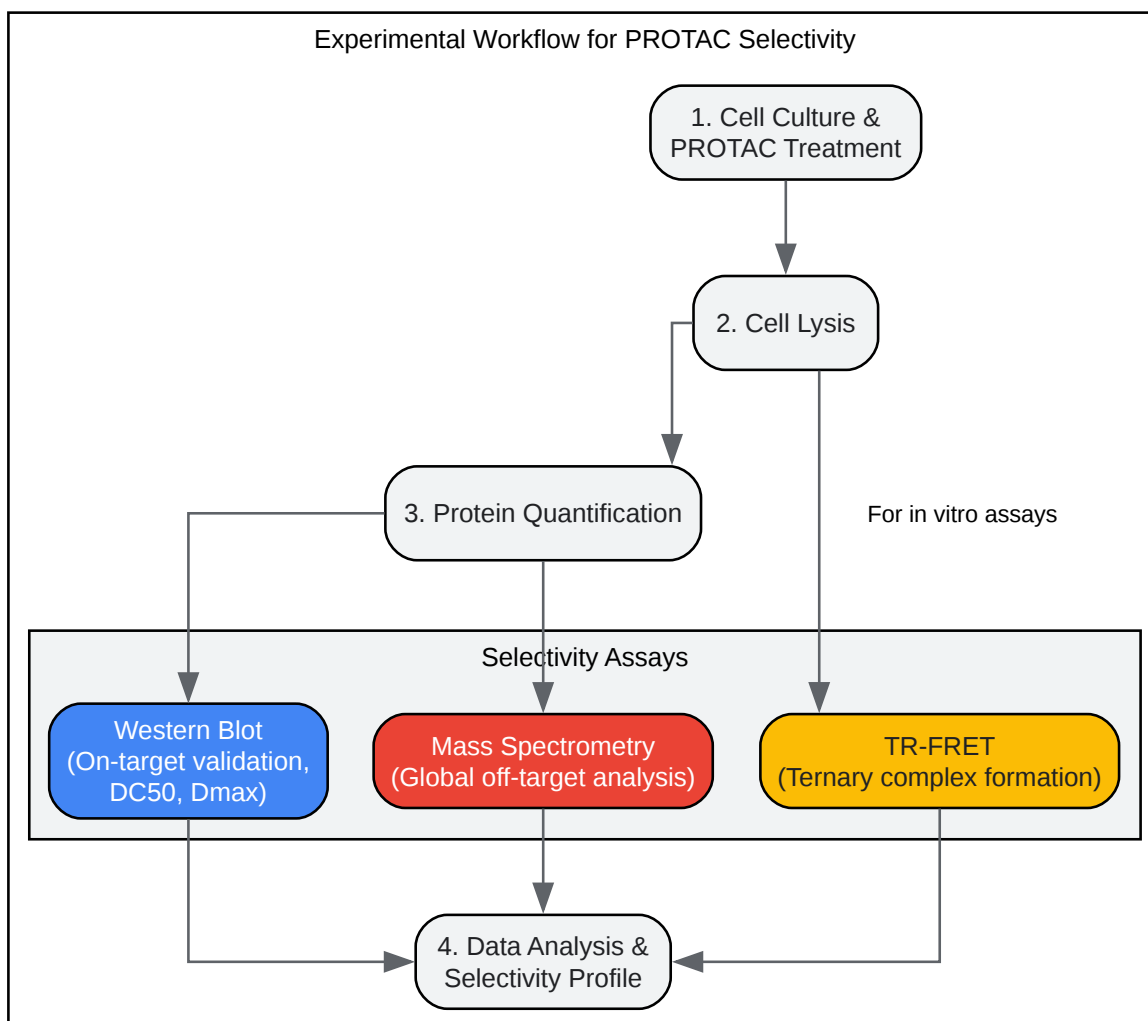 Experimental Workflow for PROTAC Selectivity
1. Cell Culture &
PROTAC Treatment
2. Cell Lysis
3. Protein Quantification
For in vitro assays
Selectivity Assays
Western Blot
(On-target validation,
DC50, Dmax)
Mass Spectrometry
(Global off-target analysis)
TR-FRET
(Ternary complex formation)
4. Data Analysis &
Selectivity Profile